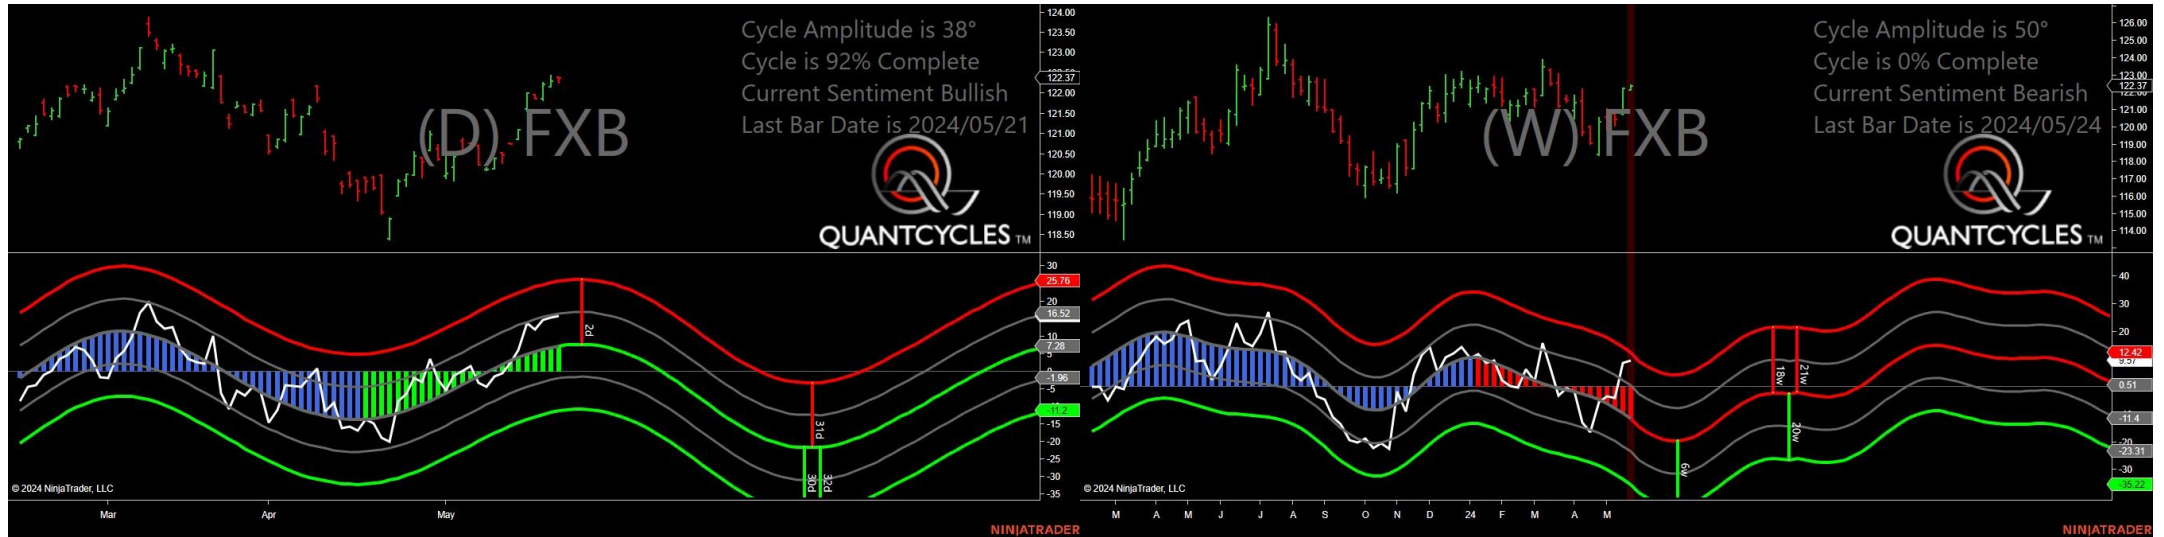 Cycle Amplitude is 38°
Cycle is 92% Complete
Current Sentiment Bullish
Last Bar Date is 2024/05/21
(D) FXB
QUANTCYCLES TM
124.00
123.50
123.00
122.37
122.00
121.50
121.00
120.50
120.00
119.50
119.00
118.50
30
25.76
20
16.52
10
7.28
5
0
-1.96
-5
-11.2
-15
-20
-25
-30
-35
2d
31d
30d
32d
© 2024 NinjaTrader, LLC
Mar
Apr
May
NINJATRADER
Cycle Amplitude is 50°
Cycle is 0% Complete
Current Sentiment Bearish
Last Bar Date is 2024/05/24
(W) FXB
QUANTCYCLES TM
126.00
125.00
124.00
123.00
122.37
121.00
120.00
119.00
118.00
117.00
116.00
115.00
114.00
40
30
20
12.42
9.57
0.51
-11.4
-20
-23.31
-30
-35.22
18w
21w
20w
6w
© 2024 NinjaTrader, LLC
M
A
M
J
J
A
S
O
N
D
24
F
M
A
M
NINJATRADER